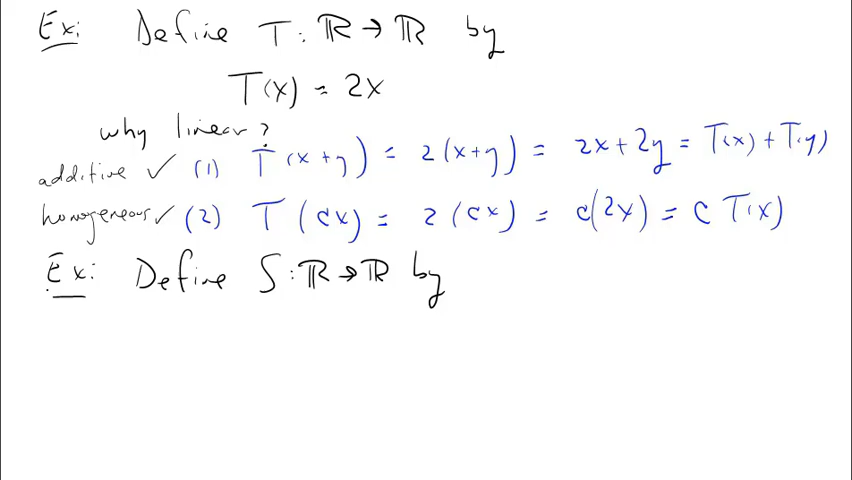 Ex: Define T: ℝ → ℝ by
T(x) = 2x
why linear?
additive ✓ (1) T(x+y) = 2(x+y) = 2x+2y = T(x)+T(y)
homogeneous ✓ (2) T(cx) = 2(cx) = c(2x) = c T(x)
Ex: Define S: ℝ → ℝ by